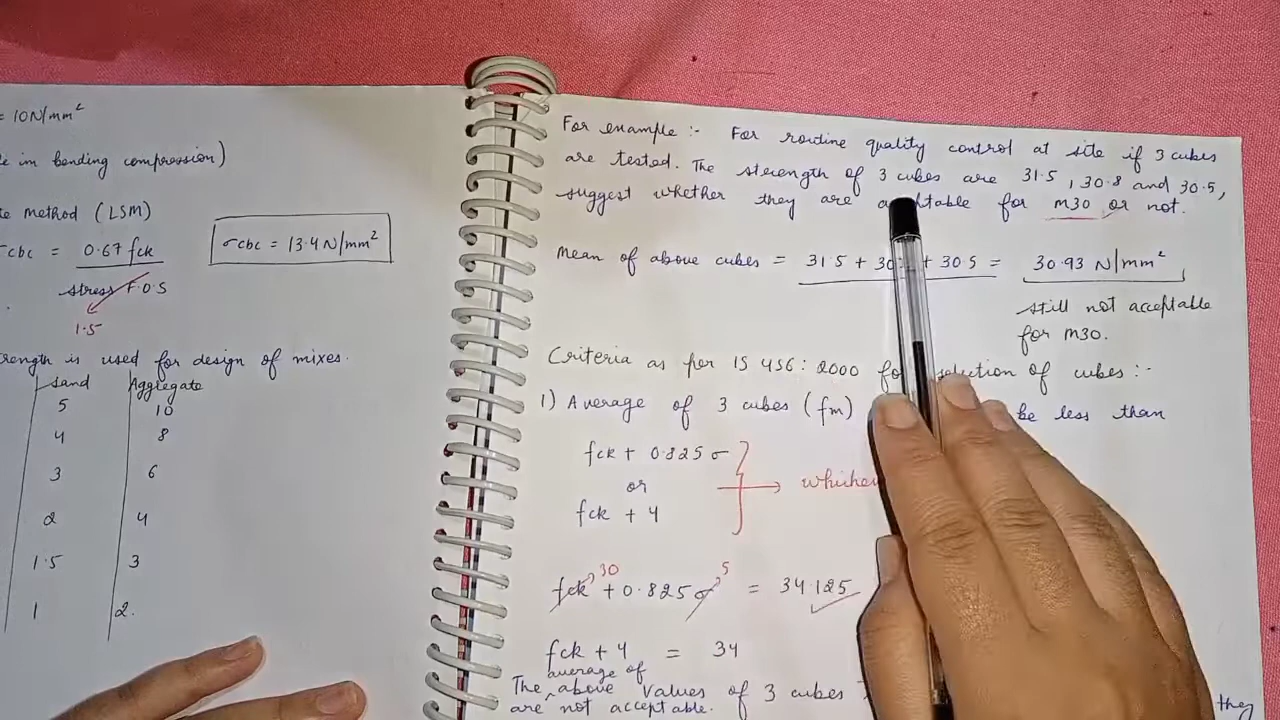 = 10N/mm²
in bending compression)
method (LSM)
σcbc = 0.67 fck
stress F.O.S
1.5
σcbc = 13.4 N/mm²
strength is used for design of mixes.
sand Aggregate
5 10
4 8
3 6
2 4
1.5 3
1 2.
For example :- For routine quality control at site if 3 cubes
are tested. The strength of 3 cubes are 31.5, 30.8 and 30.5,
suggest whether they are for M30 or not.
Mean of above cubes = 31.5 + 30. + 30.5 = 30.93 N/mm²
still not acceptable
for M30.
Criteria as per IS 456: 2000 of cubes :-
1) Average of 3 cubes (fm) be less than
fck + 0.825 σ
or
fck + 4
fck 30 + 0.825 σ 5 = 34.125
fck + 4 = 34
average of
The above values of 3 cubes they
are not acceptable.